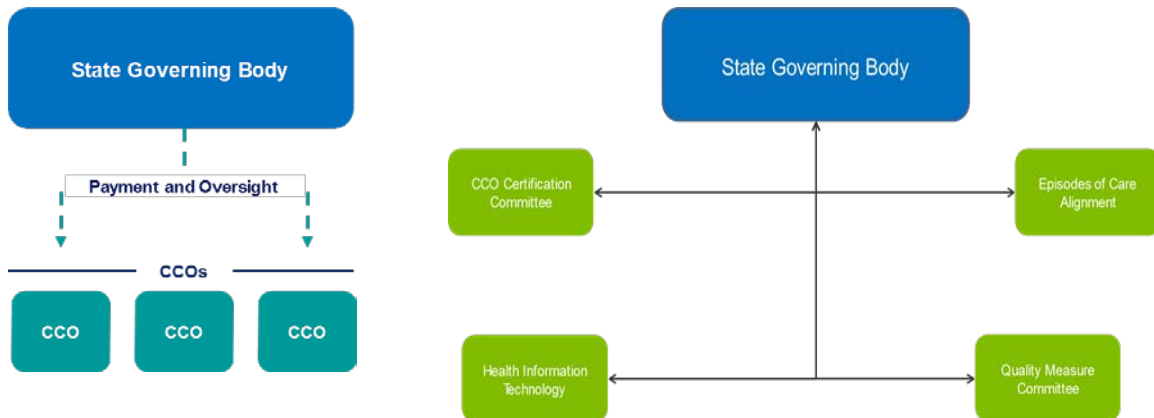 State Governing Body
Payment and Oversight
CCOs
CCO
CCO
CCO
State Governing Body
CCO Certification
Committee
Episodes of Care
Alignment
Health Information
Technology
Quality Measure
Committee